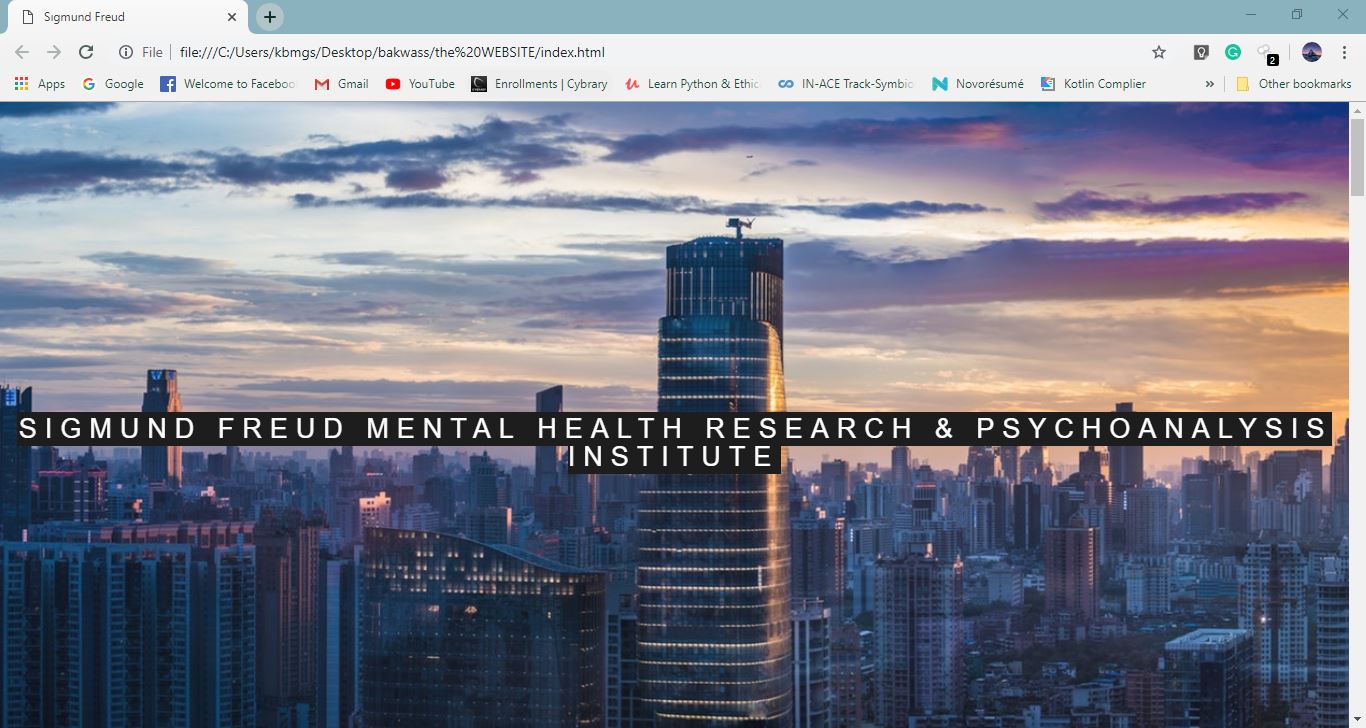 Sigmund Freud
File
file:///C:/Users/kbmgs/Desktop/bakwass/the%20WEBSITE/index.html
2
Apps
Google
Welcome to Faceboo
Gmail
YouTube
Enrollments | Cybrary
Learn Python & Ethic
IN-ACE Track-Symbio
Novorésumé
Kotlin Complier
»
Other bookmarks
SIGMUND FREUD MENTAL HEALTH RESEARCH & PSYCHOANALYSIS
INSTITUTE